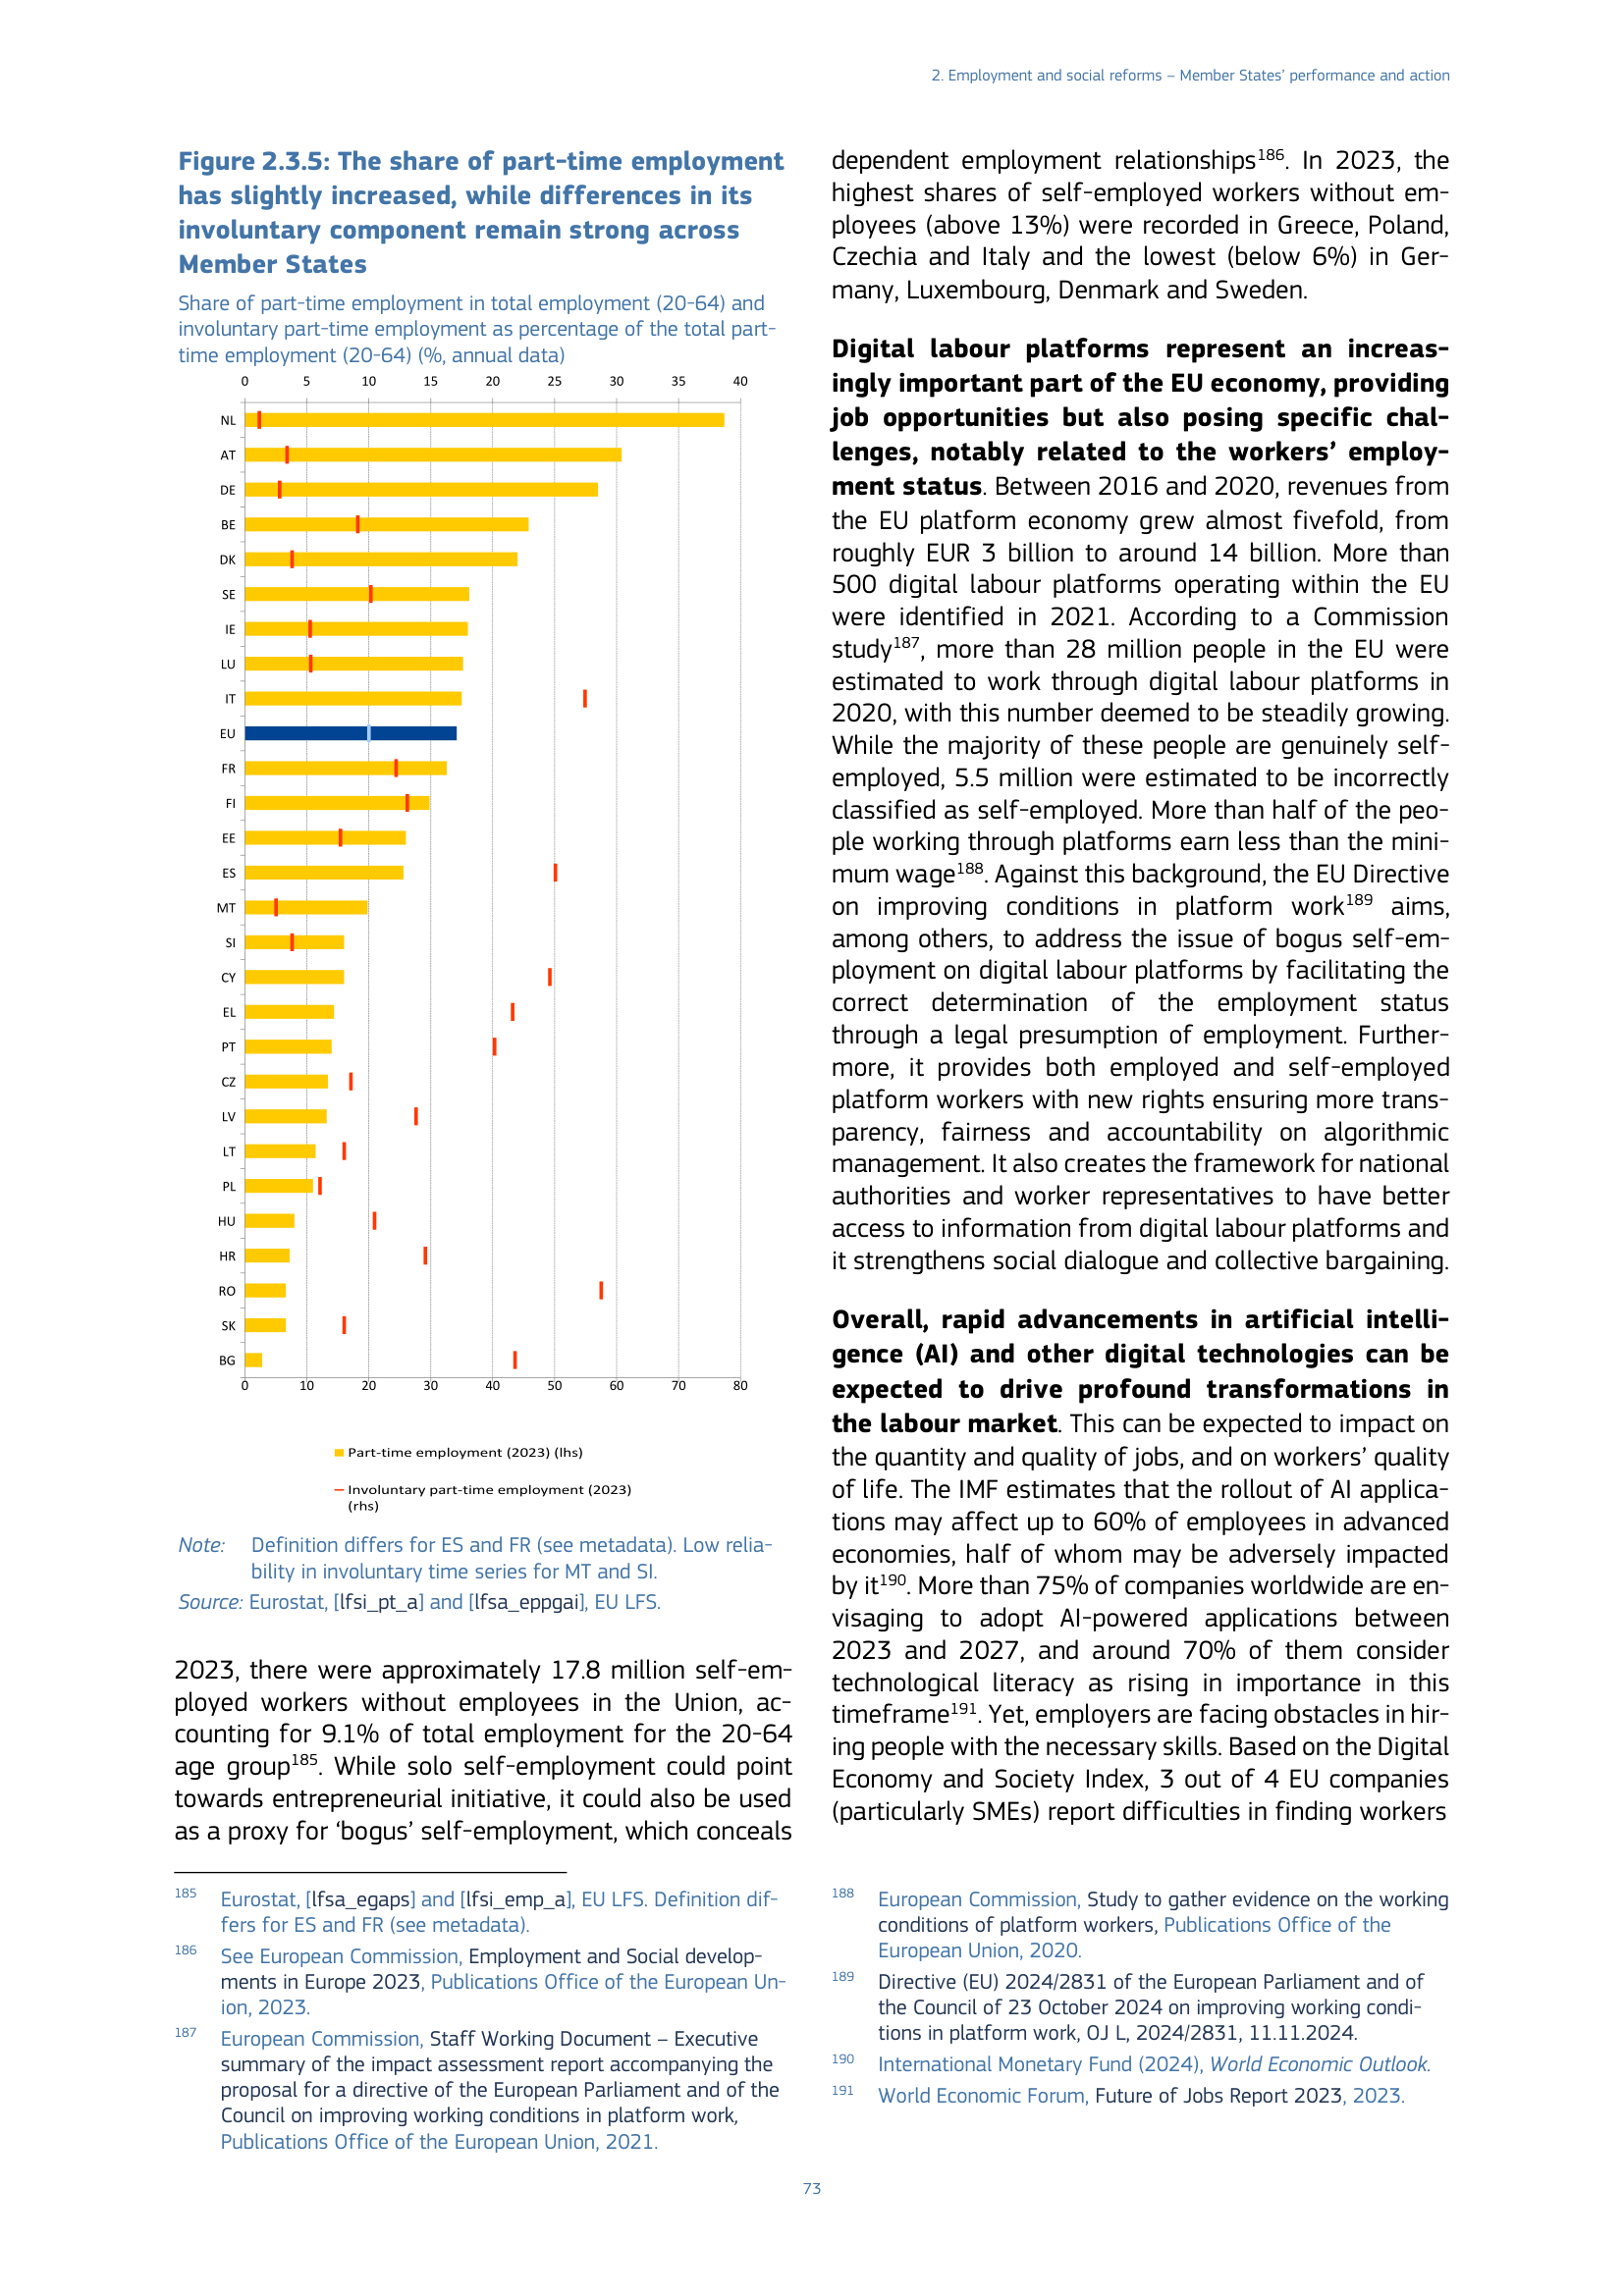 2. Employment and social reforms – Member States’ performance and action
Figure 2.3.5: The share of part-time employment
has slightly increased, while differences in its
involuntary component remain strong across
Member States
Share of part-time employment in total employment (20-64) and
involuntary part-time employment as percentage of the total part-
time employment (20-64) (%, annual data)
0 5 10 15 20 25 30 35 40
NL
AT
DE
BE
DK
SE
IE
LU
IT
EU
FR
FI
EE
ES
MT
SI
CY
EL
PT
CZ
LV
LT
PL
HU
HR
RO
SK
BG
0 10 20 30 40 50 60 70 80
Part-time employment (2023) (lhs)
Involuntary part-time employment (2023)
(rhs)
Note: Definition differs for ES and FR (see metadata). Low relia-
bility in involuntary time series for MT and SI.
Source: Eurostat, [lfsi_pt_a] and [lfsa_eppgai], EU LFS.
2023, there were approximately 17.8 million self-em-
ployed workers without employees in the Union, ac-
counting for 9.1% of total employment for the 20-64
age group185. While solo self-employment could point
towards entrepreneurial initiative, it could also be used
as a proxy for ‘bogus’ self-employment, which conceals
dependent employment relationships186. In 2023, the
highest shares of self-employed workers without em-
ployees (above 13%) were recorded in Greece, Poland,
Czechia and Italy and the lowest (below 6%) in Ger-
many, Luxembourg, Denmark and Sweden.
Digital labour platforms represent an increas-
ingly important part of the EU economy, providing
job opportunities but also posing specific chal-
lenges, notably related to the workers’ employ-
ment status. Between 2016 and 2020, revenues from
the EU platform economy grew almost fivefold, from
roughly EUR 3 billion to around 14 billion. More than
500 digital labour platforms operating within the EU
were identified in 2021. According to a Commission
study187, more than 28 million people in the EU were
estimated to work through digital labour platforms in
2020, with this number deemed to be steadily growing.
While the majority of these people are genuinely self-
employed, 5.5 million were estimated to be incorrectly
classified as self-employed. More than half of the peo-
ple working through platforms earn less than the mini-
mum wage188. Against this background, the EU Directive
on improving conditions in platform work189 aims,
among others, to address the issue of bogus self-em-
ployment on digital labour platforms by facilitating the
correct determination of the employment status
through a legal presumption of employment. Further-
more, it provides both employed and self-employed
platform workers with new rights ensuring more trans-
parency, fairness and accountability on algorithmic
management. It also creates the framework for national
authorities and worker representatives to have better
access to information from digital labour platforms and
it strengthens social dialogue and collective bargaining.
Overall, rapid advancements in artificial intelli-
gence (AI) and other digital technologies can be
expected to drive profound transformations in
the labour market. This can be expected to impact on
the quantity and quality of jobs, and on workers’ quality
of life. The IMF estimates that the rollout of AI applica-
tions may affect up to 60% of employees in advanced
economies, half of whom may be adversely impacted
by it190. More than 75% of companies worldwide are en-
visaging to adopt AI-powered applications between
2023 and 2027, and around 70% of them consider
technological literacy as rising in importance in this
timeframe191. Yet, employers are facing obstacles in hir-
ing people with the necessary skills. Based on the Digital
Economy and Society Index, 3 out of 4 EU companies
(particularly SMEs) report difficulties in finding workers
185 Eurostat, [lfsa_egaps] and [lfsi_emp_a], EU LFS. Definition dif-
fers for ES and FR (see metadata).
186 See European Commission, Employment and Social develop-
ments in Europe 2023, Publications Office of the European Un-
ion, 2023.
187 European Commission, Staff Working Document – Executive
summary of the impact assessment report accompanying the
proposal for a directive of the European Parliament and of the
Council on improving working conditions in platform work,
Publications Office of the European Union, 2021.
188 European Commission, Study to gather evidence on the working
conditions of platform workers, Publications Office of the
European Union, 2020.
189 Directive (EU) 2024/2831 of the European Parliament and of
the Council of 23 October 2024 on improving working condi-
tions in platform work, OJ L, 2024/2831, 11.11.2024.
190 International Monetary Fund (2024), World Economic Outlook.
191 World Economic Forum, Future of Jobs Report 2023, 2023.
73